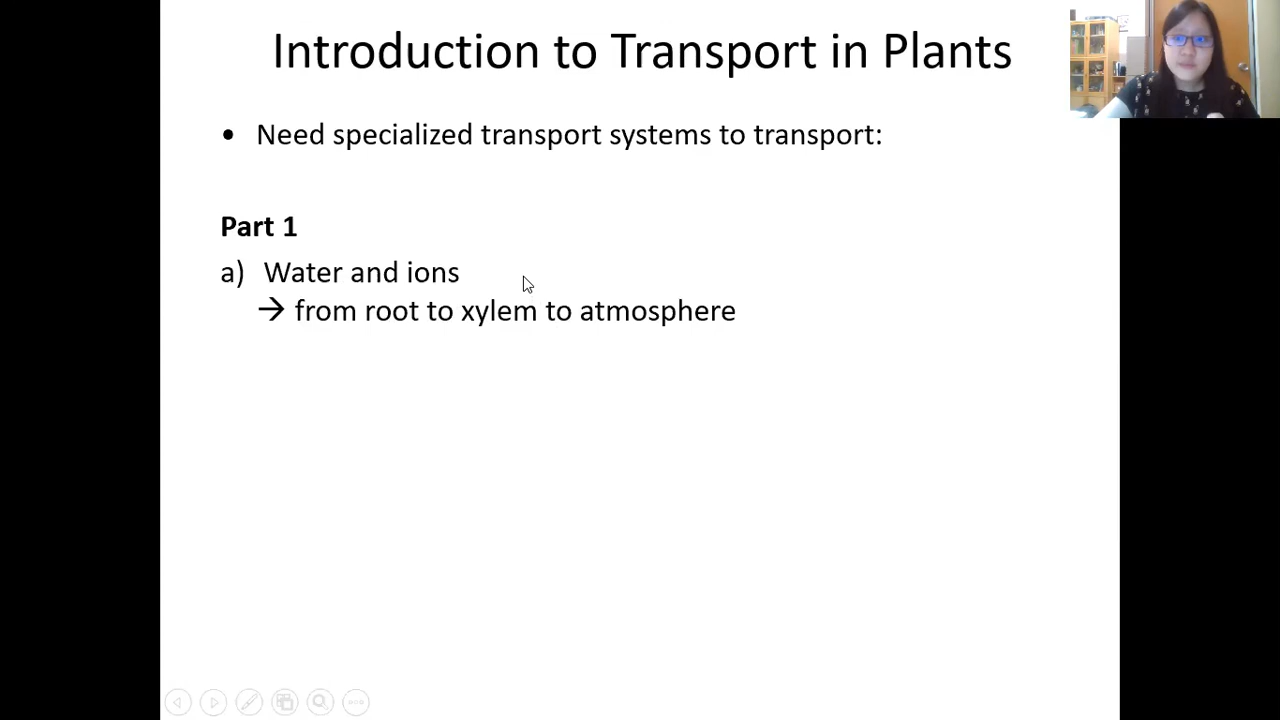 Introduction to Transport in Plants
• Need specialized transport systems to transport:
Part 1
a) Water and ions
→ from root to xylem to atmosphere